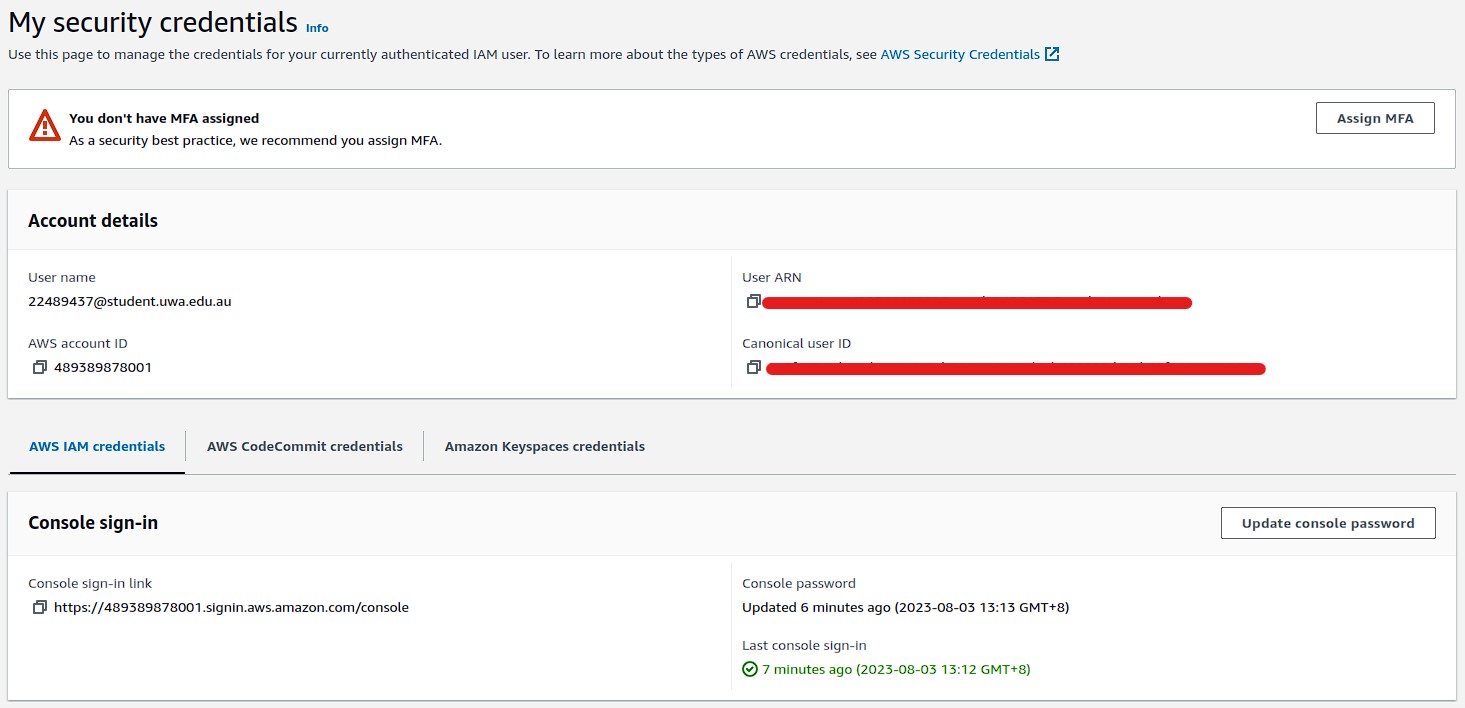 My security credentials Info
Use this page to manage the credentials for your currently authenticated IAM user. To learn more about the types of AWS credentials, see AWS Security Credentials
You don't have MFA assigned
As a security best practice, we recommend you assign MFA.
Assign MFA
Account details
User name
22489437@student.uwa.edu.au
User ARN
AWS account ID
489389878001
Canonical user ID
AWS IAM credentials
AWS CodeCommit credentials
Amazon Keyspaces credentials
Console sign-in
Update console password
Console sign-in link
https://489389878001.signin.aws.amazon.com/console
Console password
Updated 6 minutes ago (2023-08-03 13:13 GMT+8)
Last console sign-in
7 minutes ago (2023-08-03 13:12 GMT+8)